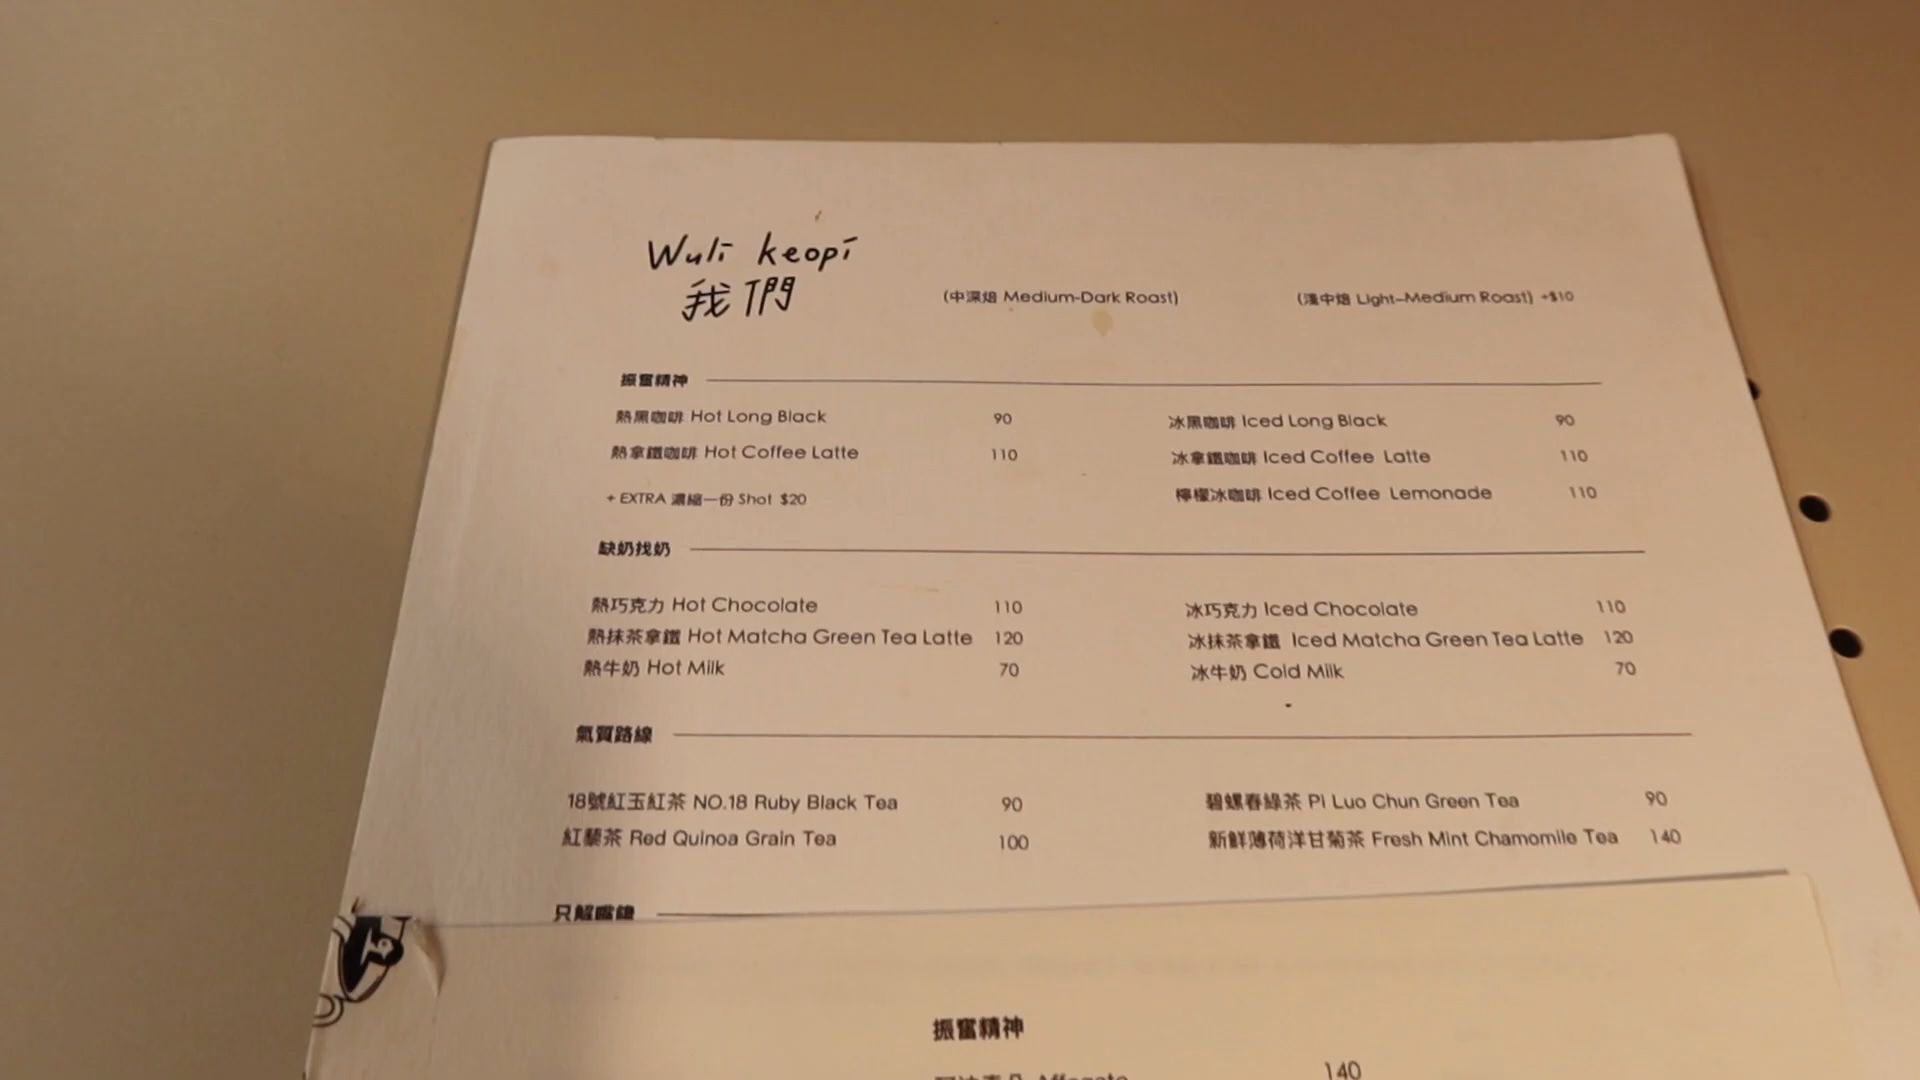 Wuli keopi
我們
(中深焙 Medium-Dark Roast) (淺中焙 Light-Medium Roast) +$10
振奮精神
熱黑咖啡 Hot Long Black 90 冰黑咖啡 Iced Long Black 90
熱拿鐵咖啡 Hot Coffee Latte 110 冰拿鐵咖啡 Iced Coffee Latte 110
+ EXTRA 濃縮一份 Shot $20 檸檬冰咖啡 Iced Coffee Lemonade 110
缺奶找奶
熱巧克力 Hot Chocolate 110 冰巧克力 Iced Chocolate 110
熱抹茶拿鐵 Hot Matcha Green Tea Latte 120 冰抹茶拿鐵 Iced Matcha Green Tea Latte 120
熱牛奶 Hot Milk 70 冰牛奶 Cold Milk 70
氣質路線
18號紅玉紅茶 NO.18 Ruby Black Tea 90 碧螺春綠茶 Pi Luo Chun Green Tea 90
紅藜茶 Red Quinoa Grain Tea 100 新鮮薄荷洋甘菊茶 Fresh Mint Chamomile Tea 140
只解嘴饞
振奮精神
Affogato 140